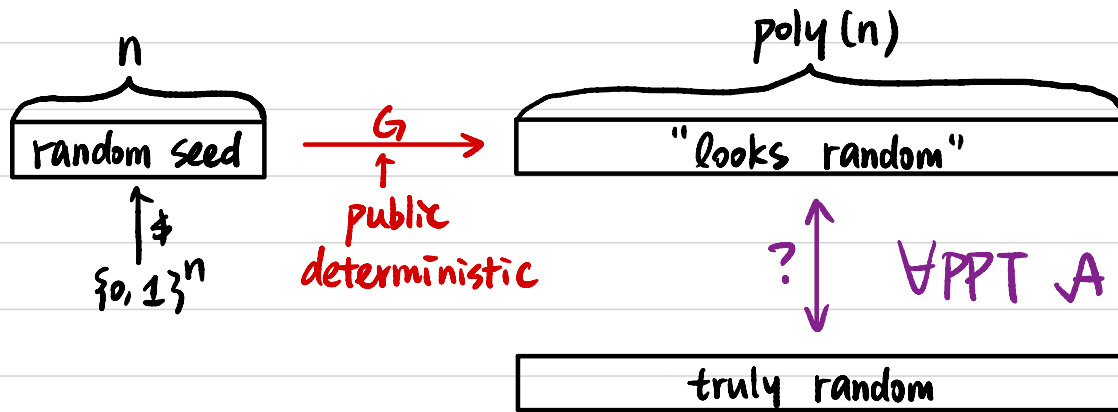 n
poly(n)
random seed
G
"looks random"
$
public
{0,1}^n
deterministic
?
∀PPT A
truly random